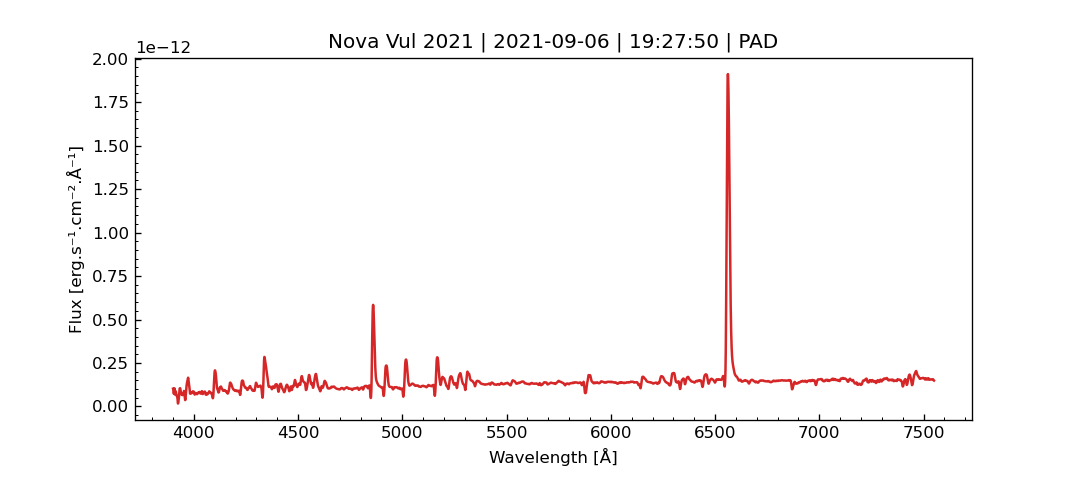 Nova Vul 2021 | 2021-09-06 | 19:27:50 | PAD
1e−12
2.00
1.75
1.50
1.25
1.00
0.75
0.50
0.25
0.00
Flux [erg.s⁻¹.cm⁻².Å⁻¹]
4000 4500 5000 5500 6000 6500 7000 7500
Wavelength [Å]